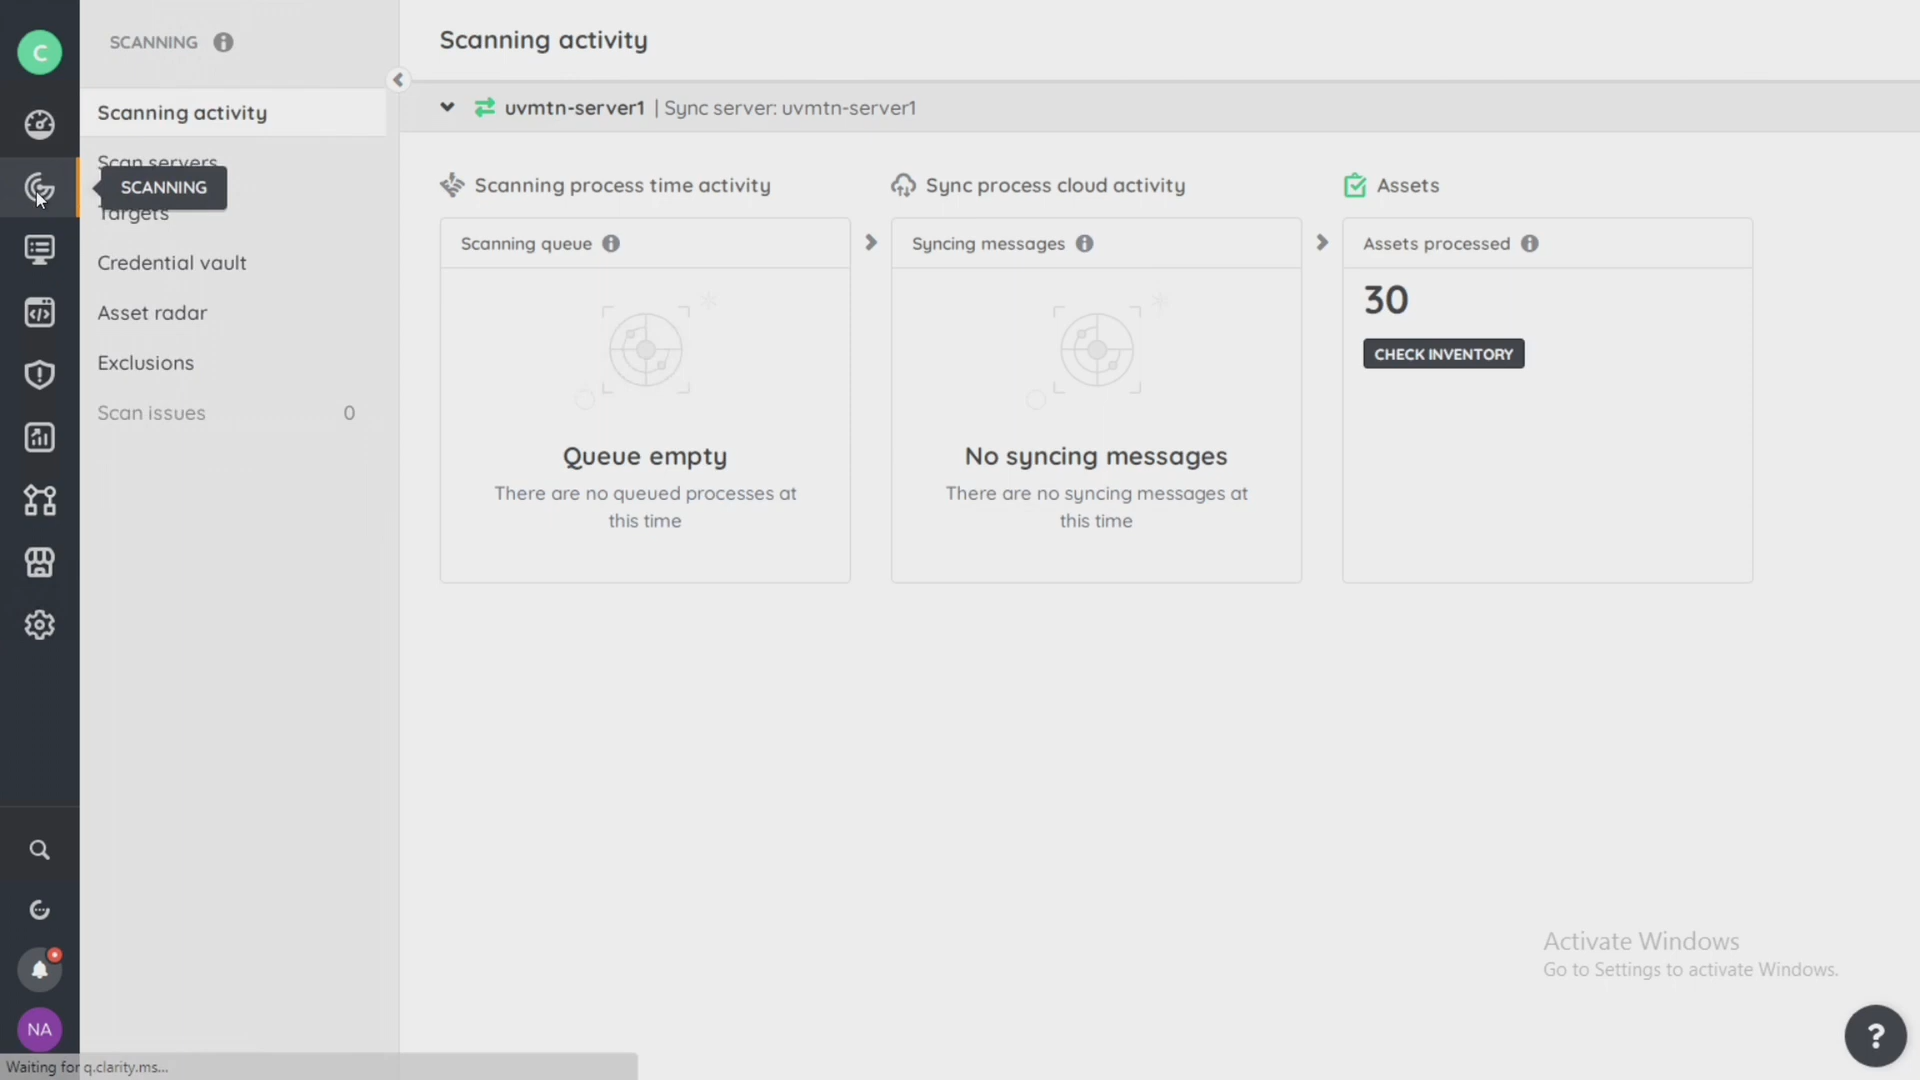 C
SCANNING
Scanning activity
Scan servers
SCANNING
Targets
Credential vault
Asset radar
Exclusions
Scan issues 0
Scanning activity
uvmtn-server1 | Sync server: uvmtn-server1
Scanning process time activity
Scanning queue
Queue empty
There are no queued processes at
this time
Sync process cloud activity
Syncing messages
No syncing messages
There are no syncing messages at
this time
Assets
Assets processed
30
CHECK INVENTORY
Activate Windows
Go to Settings to activate Windows.
NA
?
Waiting for q.clarity.ms...